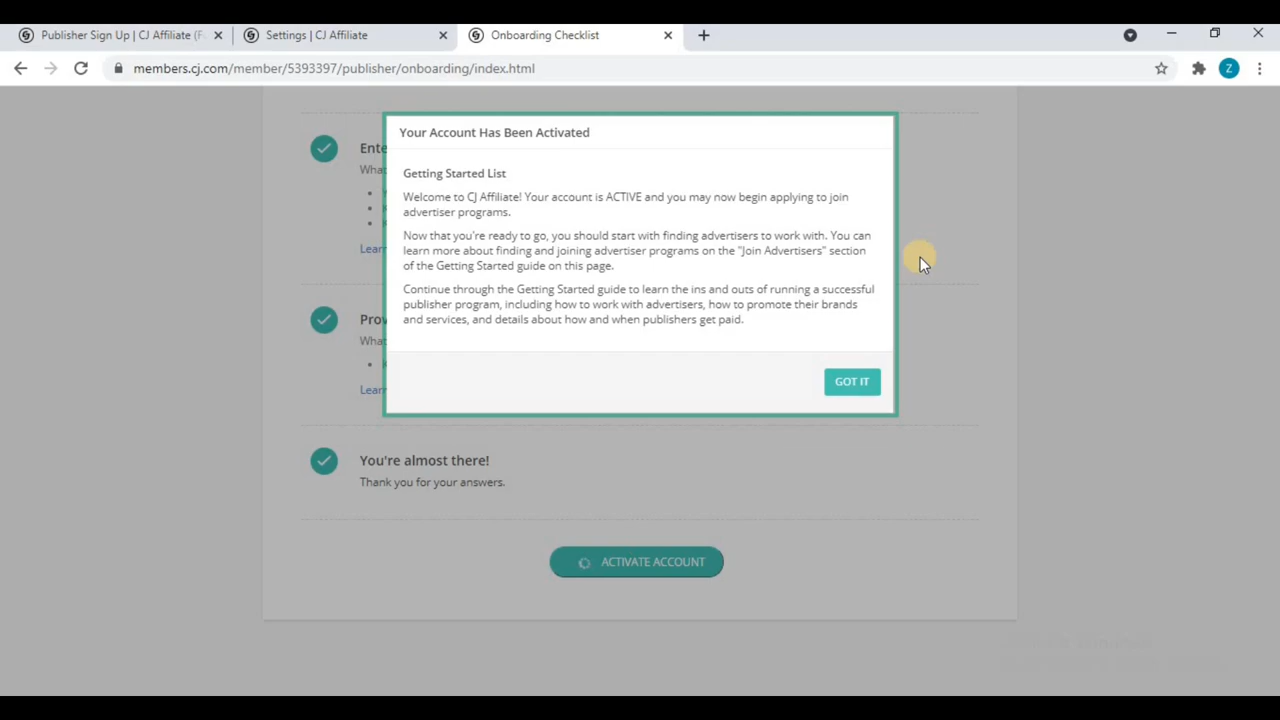 Publisher Sign Up | CJ Affiliate (F
Settings | CJ Affiliate
Onboarding Checklist
members.cj.com/member/5393397/publisher/onboarding/index.html
Z
Your Account Has Been Activated
Getting Started List
Welcome to CJ Affiliate! Your account is ACTIVE and you may now begin applying to join
advertiser programs.
Now that you're ready to go, you should start with finding advertisers to work with. You can
learn more about finding and joining advertiser programs on the "Join Advertisers" section
of the Getting Started guide on this page.
Continue through the Getting Started guide to learn the ins and outs of running a successful
publisher program, including how to work with advertisers, how to promote their brands
and services, and details about how and when publishers get paid.
GOT IT
Ente
What
Lear
Prov
What
Lear
You're almost there!
Thank you for your answers.
ACTIVATE ACCOUNT